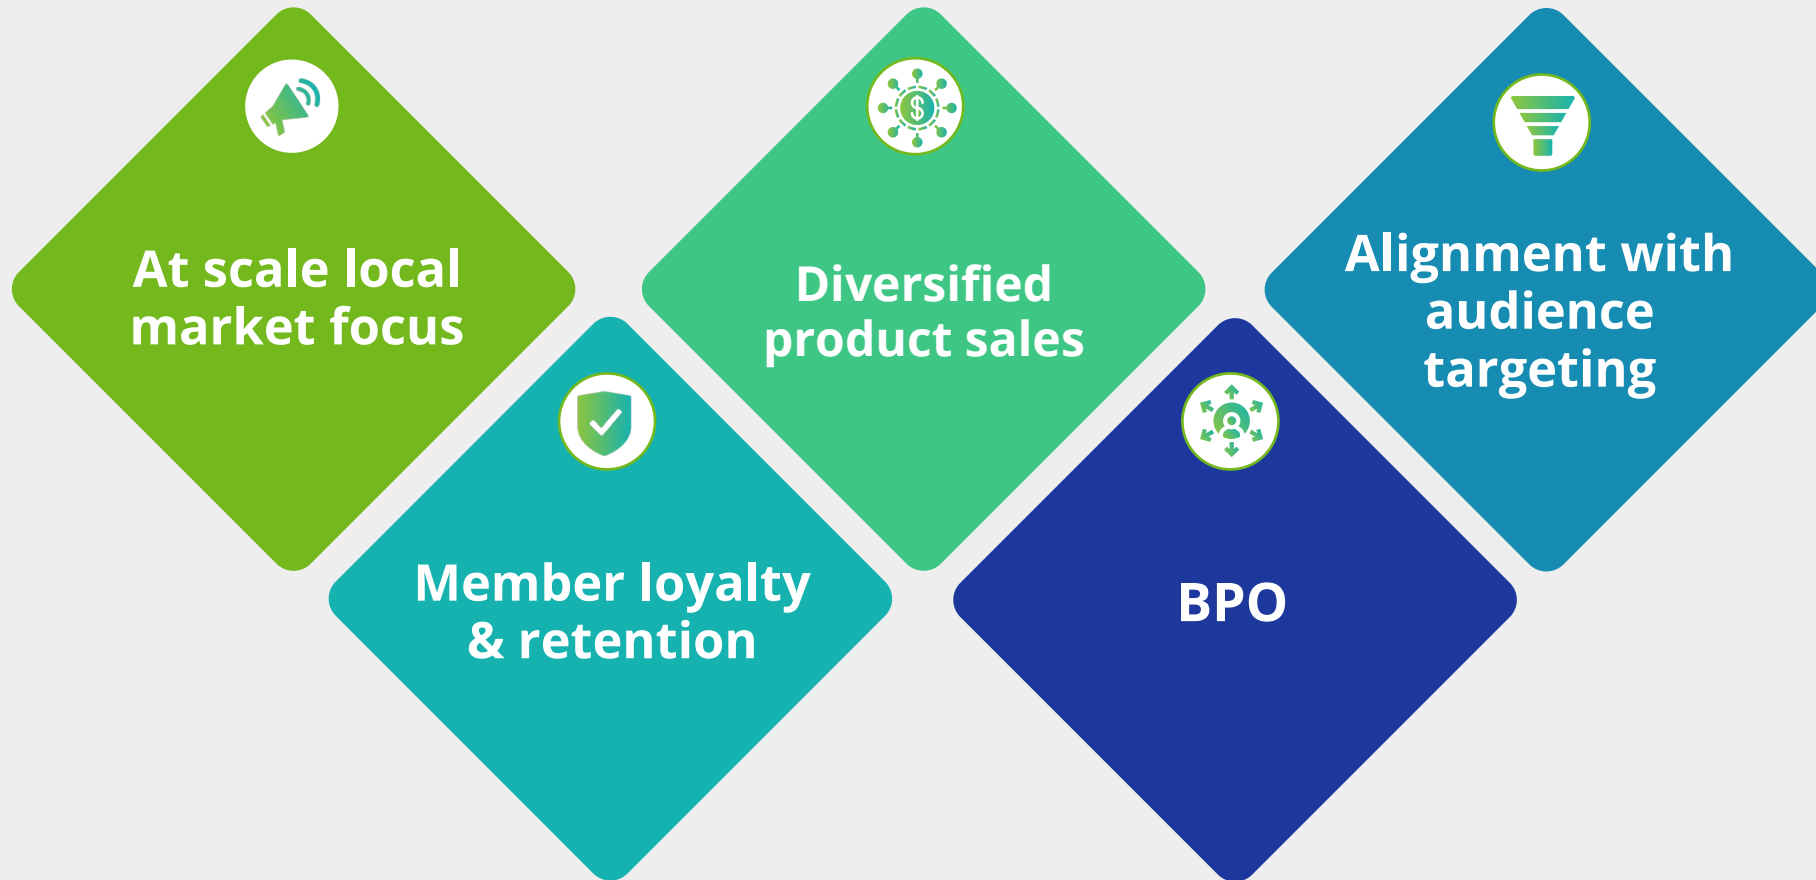 At scale local
market focus
Member loyalty
& retention
Diversified
product sales
BPO
Alignment with
audience
targeting